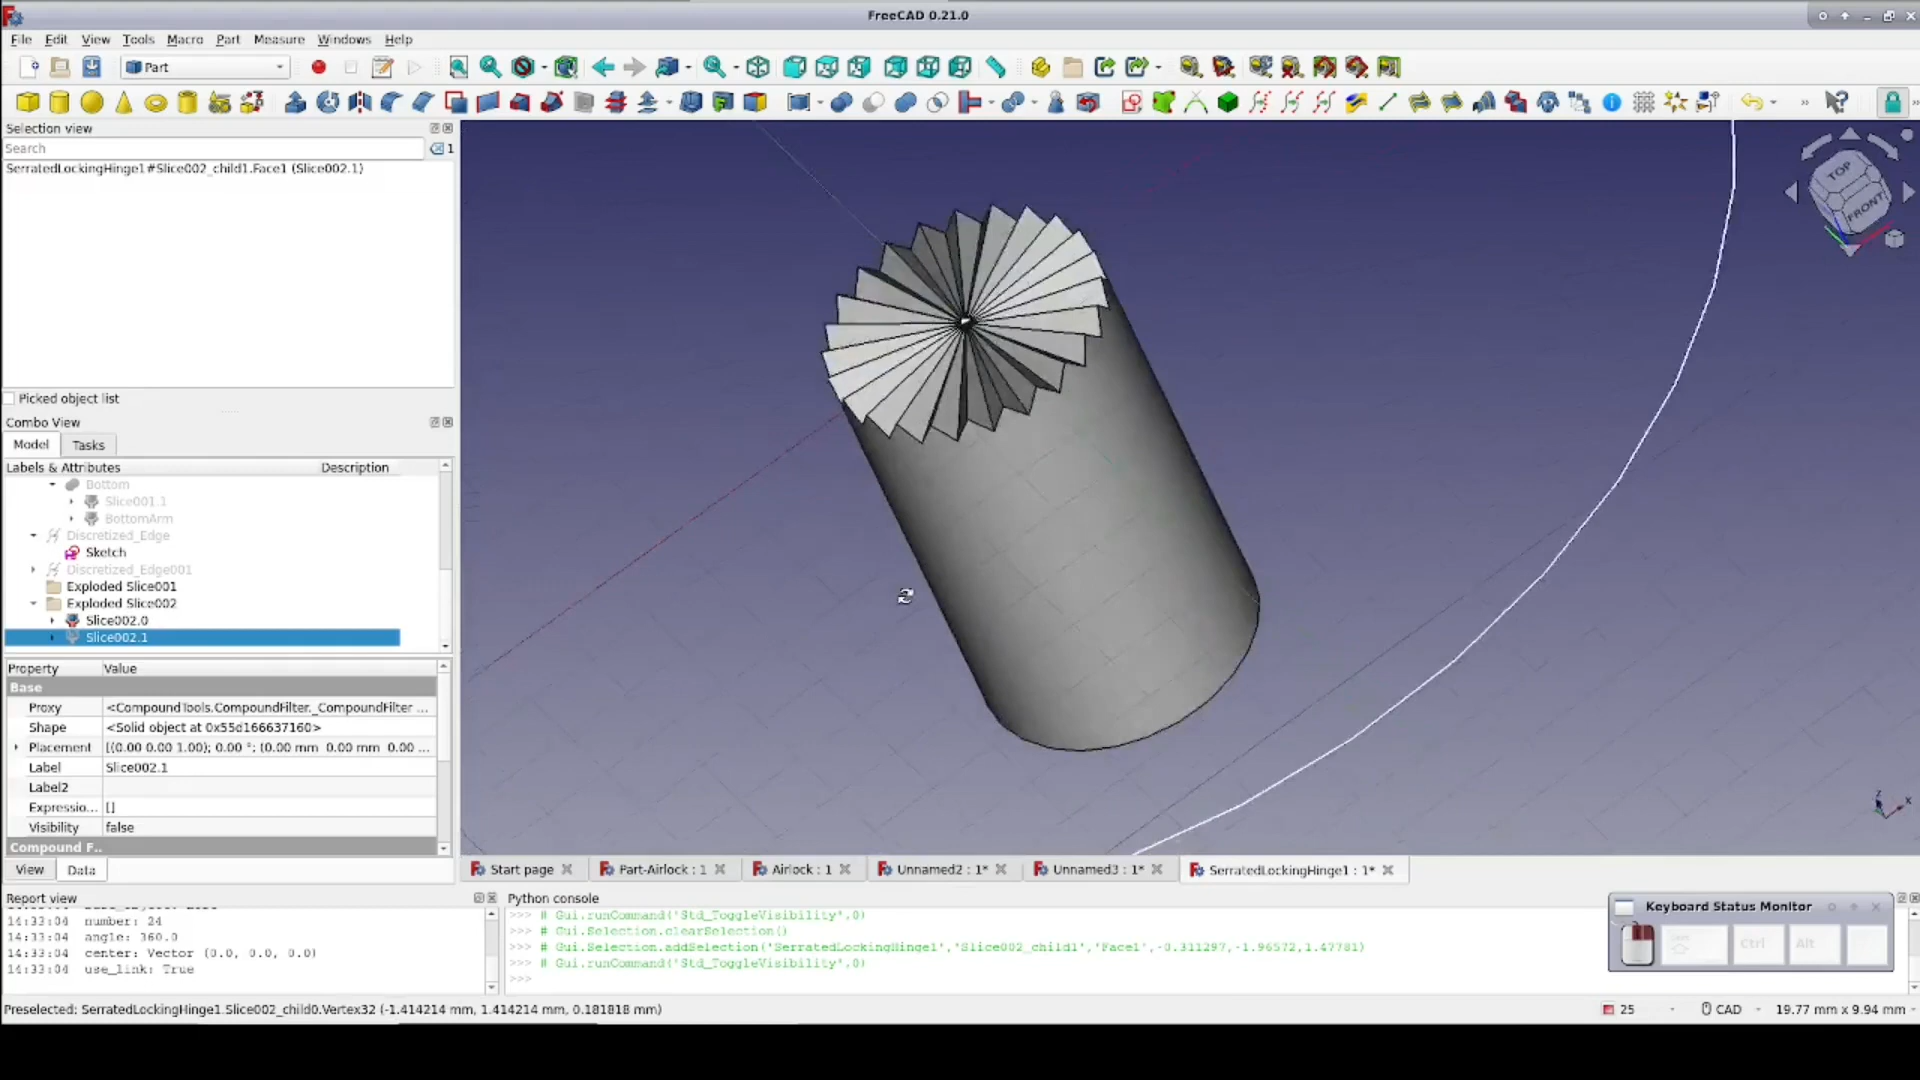 FreeCAD 0.21.0
File Edit View Tools Macro Part Measure Windows Help
Part
Selection view
Search
1
SerratedLockingHinge1#Slice002_child1.Face1 (Slice002.1)
Picked object list
Combo View
Model Tasks
Labels & Attributes Description
Bottom
Slice001.1
BottomArm
Discretized_Edge
Sketch
Discretized_Edge001
Exploded Slice001
Exploded Slice002
Slice002.0
Slice002.1
Property Value
Base
Proxy <CompoundTools.CompoundFilter._CompoundFilter ...
Shape <Solid object at 0x55d166637160>
Placement [(0.00 0.00 1.00); 0.00 °; (0.00 mm 0.00 mm 0.00 ...
Label Slice002.1
Label2
Expressio... []
Visibility false
Compound F..
View Data
TOP
FRONT
Z
X
Start page Part-Airlock : 1 Airlock : 1 Unnamed2 : 1* Unnamed3 : 1* SerratedLockingHinge1 : 1*
Report view
14:33:04 number: 24
14:33:04 angle: 360.0
14:33:04 center: Vector (0.0, 0.0, 0.0)
14:33:04 use_link: True
Python console
>>> # Gui.runCommand('Std_ToggleVisibility',0)
>>> # Gui.Selection.clearSelection()
>>> # Gui.Selection.addSelection('SerratedLockingHinge1','Slice002_child1','Face1',-0.311297,-1.96572,1.47781)
>>> # Gui.runCommand('Std_ToggleVisibility',0)
>>>
Keyboard Status Monitor
Ctrl Alt
Preselected: SerratedLockingHinge1.Slice002_child0.Vertex32 (-1.414214 mm, 1.414214 mm, 0.181818 mm)
25 CAD 19.77 mm x 9.94 mm